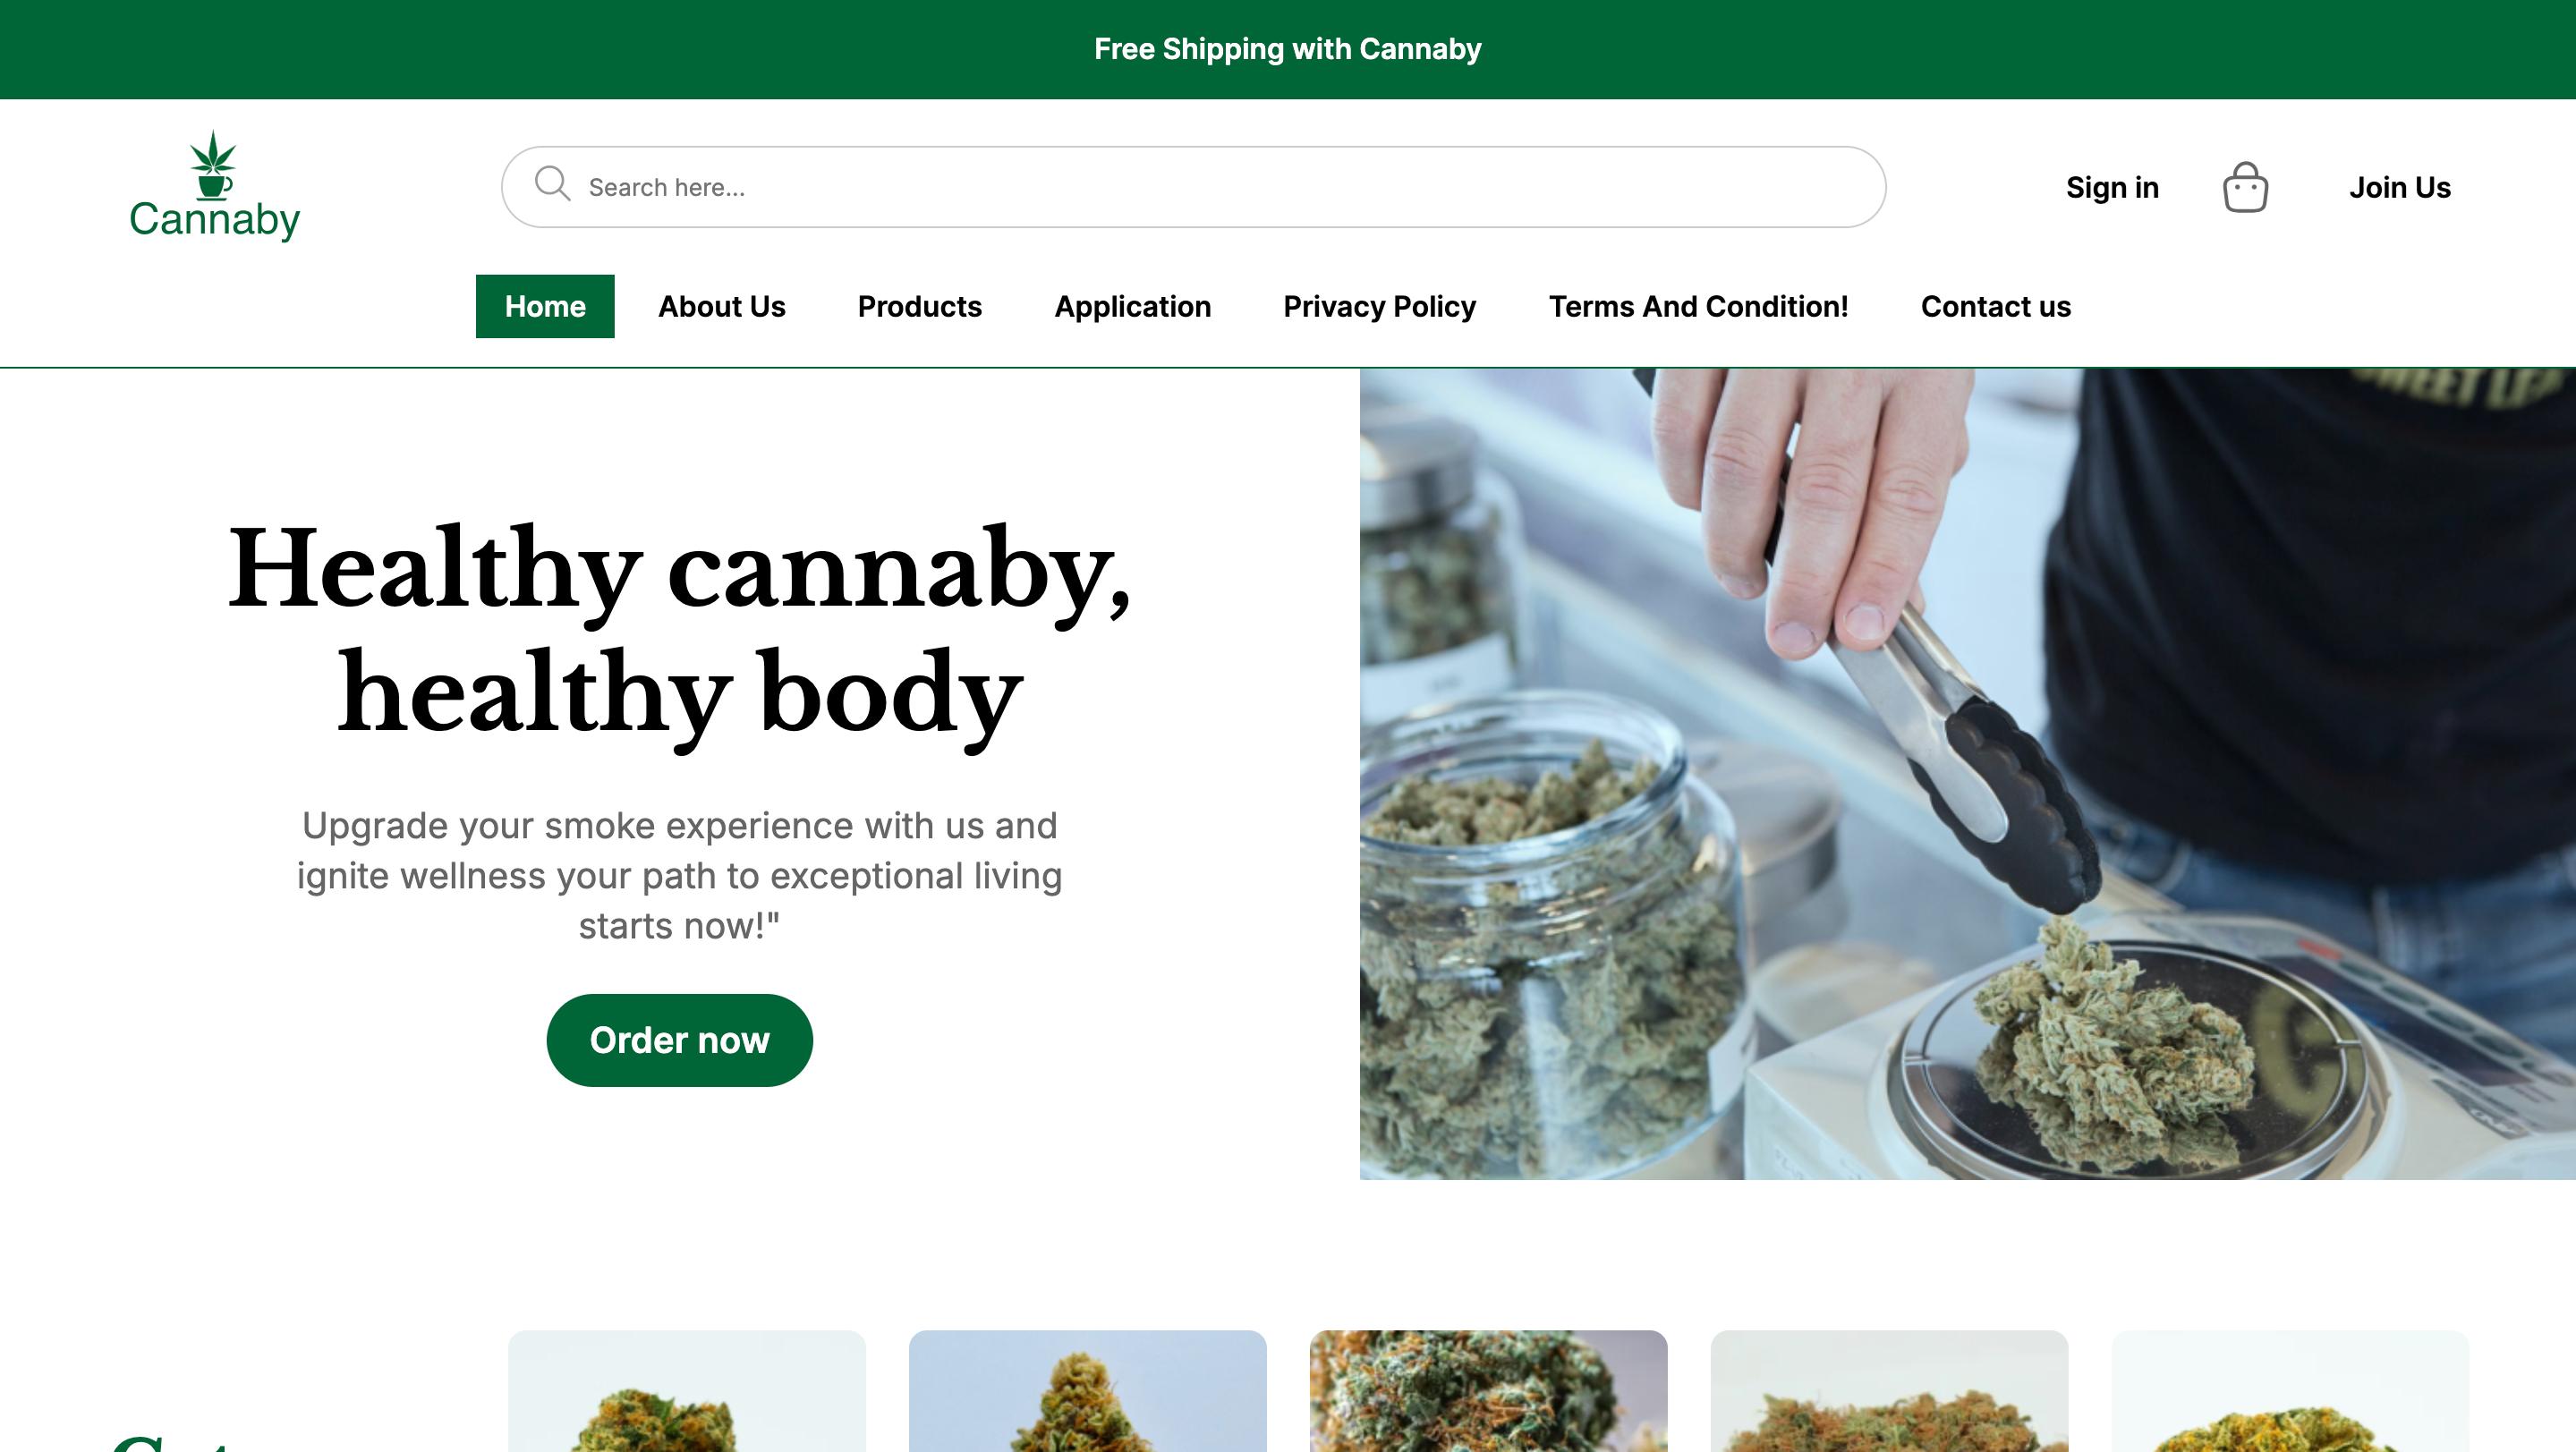 Free Shipping with Cannaby
Cannaby
Search here...
Sign in
Join Us
Home
About Us
Products
Application
Privacy Policy
Terms And Condition!
Contact us
Healthy cannaby,
healthy body
Upgrade your smoke experience with us and
ignite wellness your path to exceptional living
starts now!"
Order now